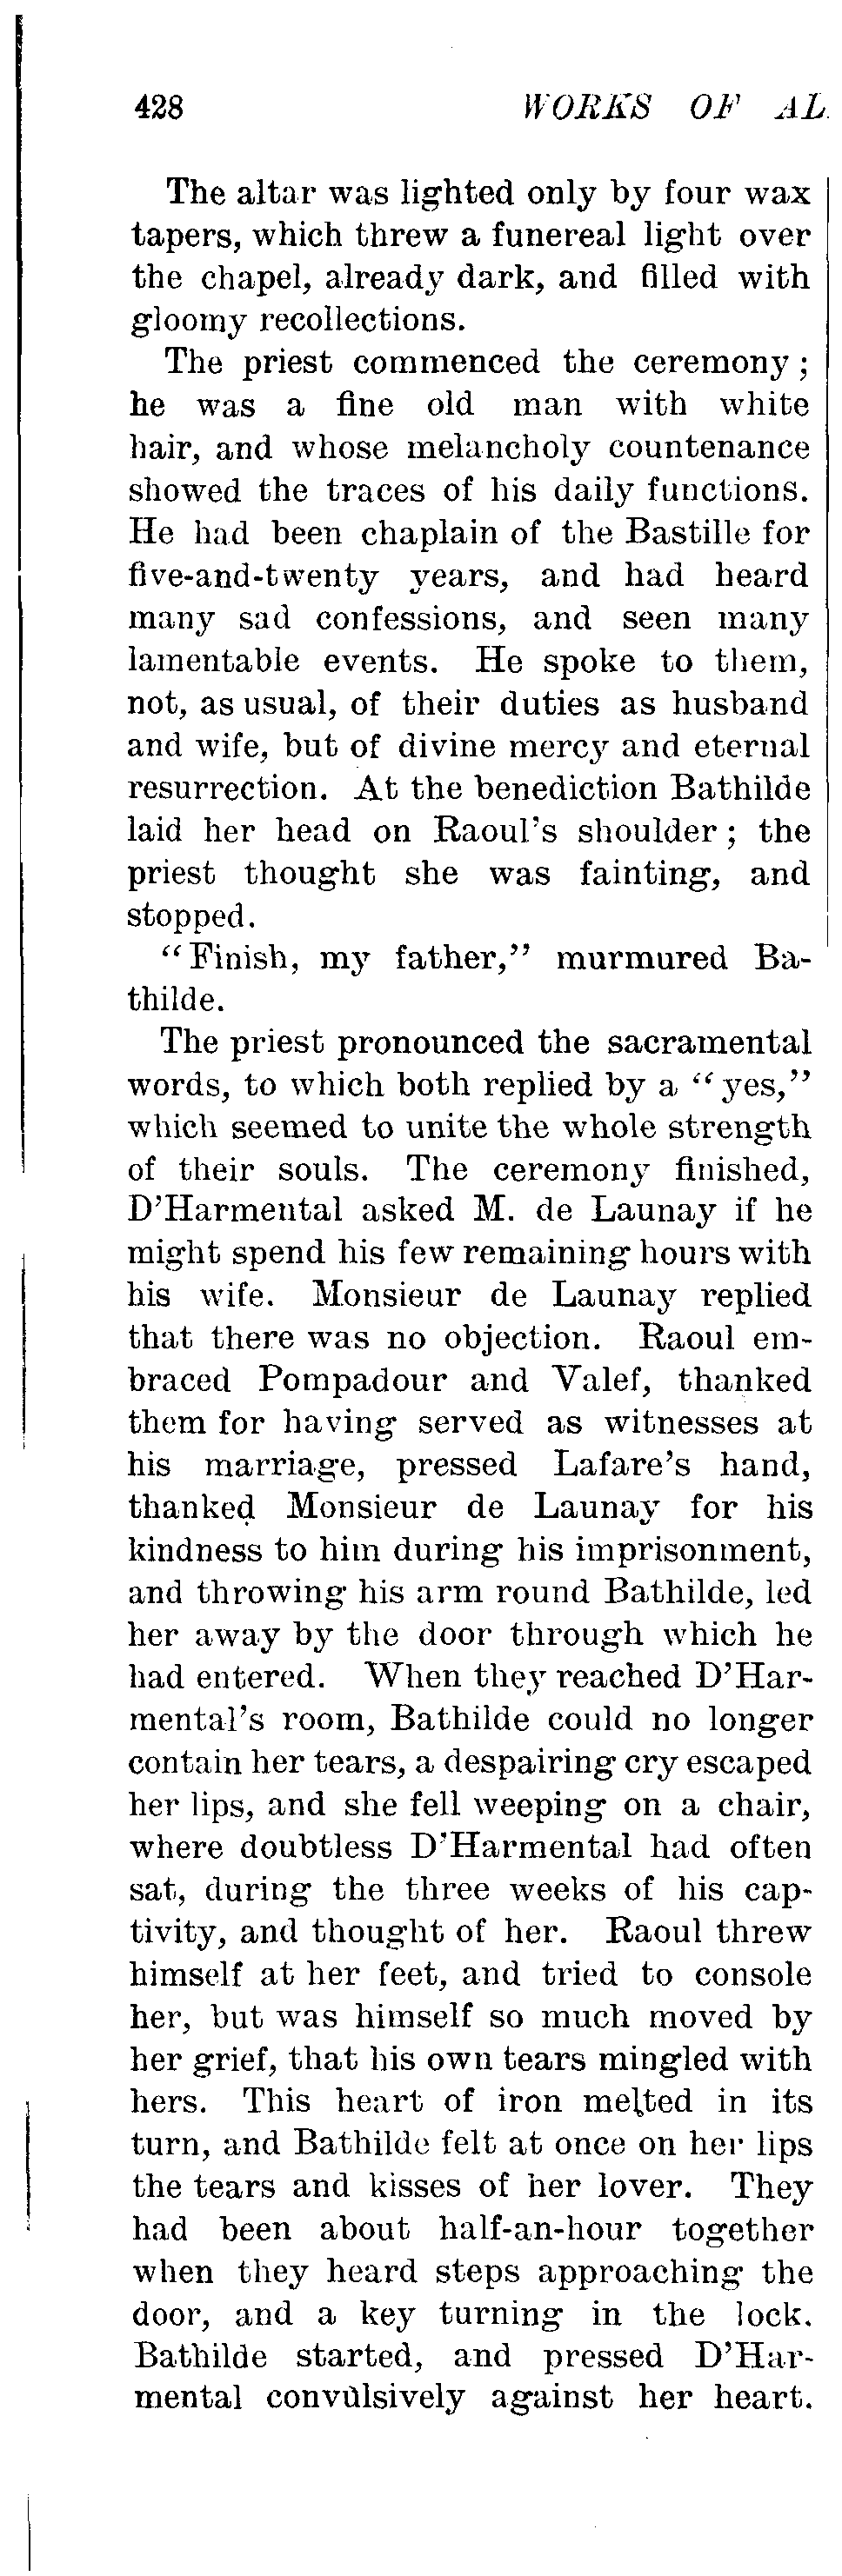 428 WORKS OF AL
The altar was lighted only by four wax
tapers, which threw a funereal light over
the chapel, already dark, and filled with
gloomy recollections.
The priest commenced the ceremony;
he was a fine old man with white
hair, and whose melancholy countenance
showed the traces of his daily functions.
He had been chaplain of the Bastille for
five-and-twenty years, and had heard
many sad confessions, and seen many
lamentable events. He spoke to them,
not, as usual, of their duties as husband
and wife, but of divine mercy and eternal
resurrection. At the benediction Bathilde
laid her head on Raoul's shoulder; the
priest thought she was fainting, and
stopped.
"Finish, my father," murmured Ba-
thilde.
The priest pronounced the sacramental
words, to which both replied by a "yes,"
which seemed to unite the whole strength
of their souls. The ceremony finished,
D'Harmental asked M. de Launay if he
might spend his few remaining hours with
his wife. Monsieur de Launay replied
that there was no objection. Raoul em-
braced Pompadour and Valef, thanked
them for having served as witnesses at
his marriage, pressed Lafare's hand,
thanked Monsieur de Launay for his
kindness to him during his imprisonment,
and throwing his arm round Bathilde, led
her away by the door through which he
had entered. When they reached D'Har-
mental's room, Bathilde could no longer
contain her tears, a despairing cry escaped
her lips, and she fell weeping on a chair,
where doubtless D'Harmental had often
sat, during the three weeks of his cap-
tivity, and thought of her. Raoul threw
himself at her feet, and tried to console
her, but was himself so much moved by
her grief, that his own tears mingled with
hers. This heart of iron melted in its
turn, and Bathilde felt at once on her lips
the tears and kisses of her lover. They
had been about half-an-hour together
when they heard steps approaching the
door, and a key turning in the lock.
Bathilde started, and pressed D'Har-
mental convulsively against her heart.